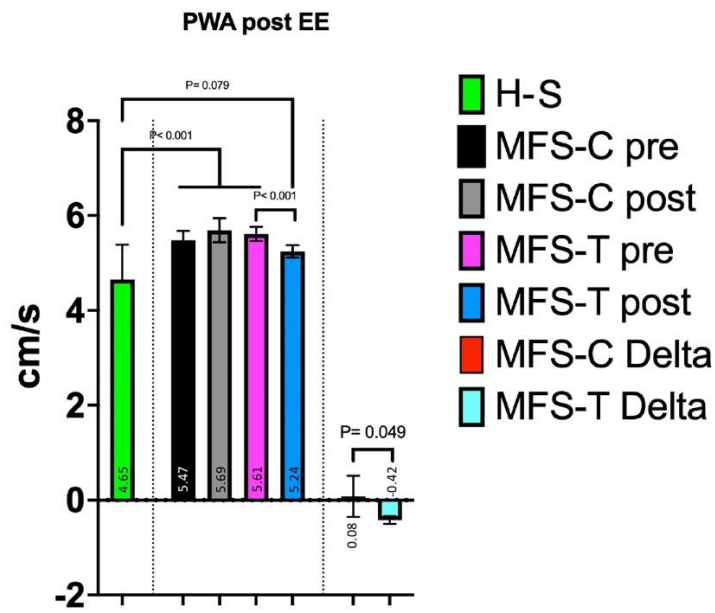 PWA post EE
P= 0.079
P< 0.001
P< 0.001
P= 0.049
cm/s
8
6
4
2
0
-2
4.65
5.47
5.69
5.61
5.24
0.08
-0.42
H-S
MFS-C pre
MFS-C post
MFS-T pre
MFS-T post
MFS-C Delta
MFS-T Delta